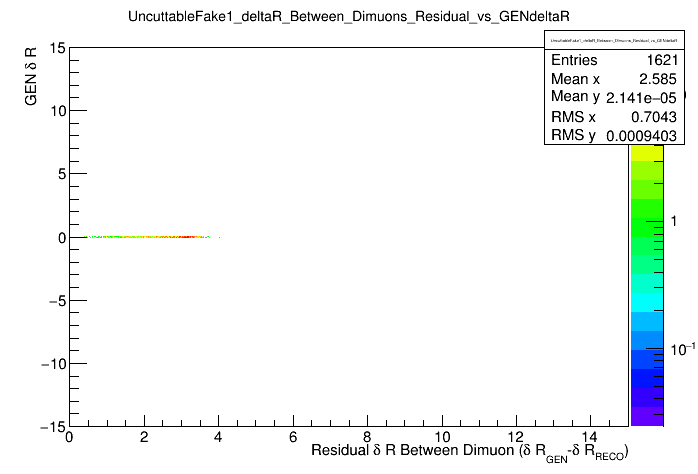 UncuttableFake1_deltaR_Between_Dimuons_Residual_vs_GENdeltaR
UncuttableFake1_deltaR_Between_Dimuons_Residual_vs_GENdeltaR
Entries 1621
Mean x 2.585
Mean y 2.141e−05
RMS x 0.7043
RMS y 0.0009403
GEN δ R
15
10
5
0
−5
−10
−15
0 2 4 6 8 10 12 14
Residual δ R Between Dimuon (δ R_GEN-δ R_RECO)
1
10⁻¹